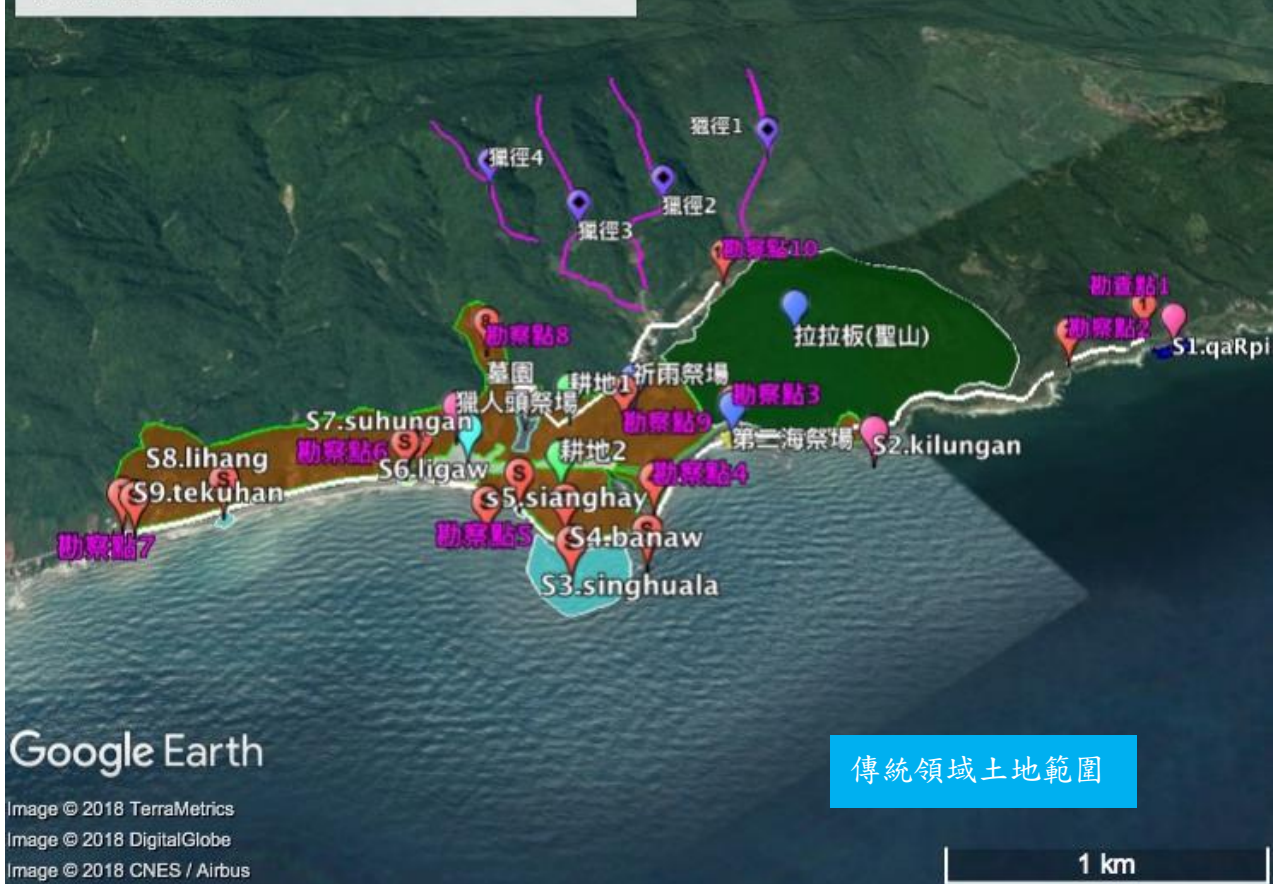 獵徑1
獵徑4
獵徑2
獵徑3
勘察點10
勘查點1
勘察點2
S1.qaRpi
勘察點8
拉拉板(聖山)
墓園
耕地1
祈雨祭場
獵人頭祭場
勘察點3
勘察點9
S7.suhungan
第二海祭場
S2.kilungan
勘察點6
耕地2
S8.lihang
S6.ligaw
勘察點4
S9.tekuhan
s5.sianghay
勘察點5
S4.banaw
勘察點7
S3.singhuala
Google Earth
傳統領域土地範圍
Image © 2018 TerraMetrics
Image © 2018 DigitalGlobe
Image © 2018 CNES / Airbus
1 km